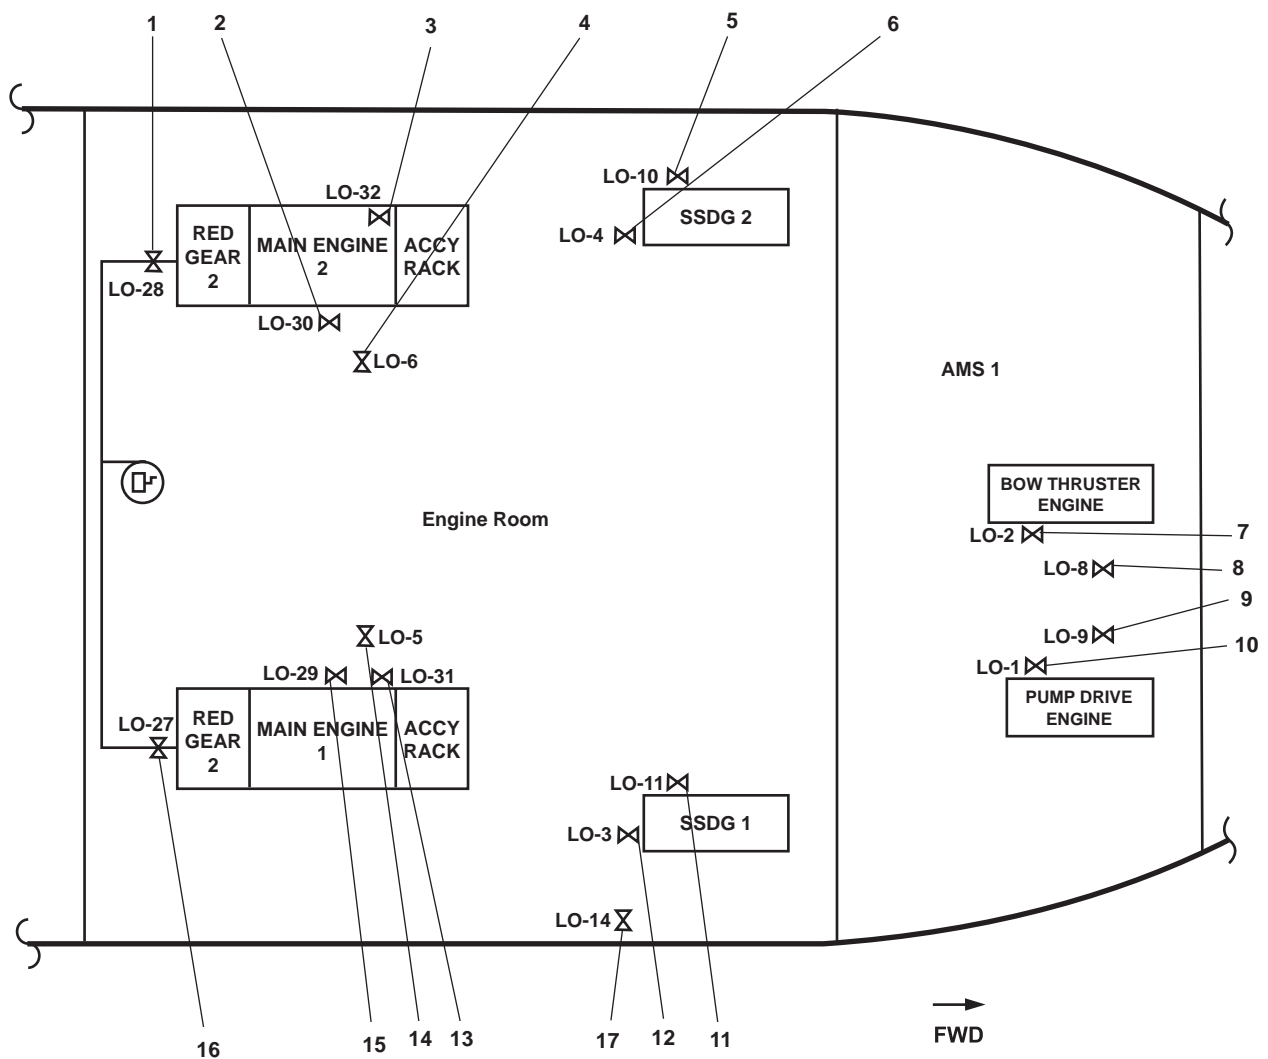 1
2
3
4
5
6
LO-10
LO-32
SSDG 2
LO-4
RED
GEAR
2
MAIN ENGINE
2
ACCY
RACK
LO-28
LO-30
LO-6
AMS 1
BOW THRUSTER
ENGINE
Engine Room
LO-2
7
LO-8
8
9
LO-5
LO-9
10
LO-1
LO-29
LO-31
PUMP DRIVE
ENGINE
LO-27
RED
GEAR
2
MAIN ENGINE
1
ACCY
RACK
LO-11
SSDG 1
LO-3
LO-14
FWD
16
15
14
13
17
12
11